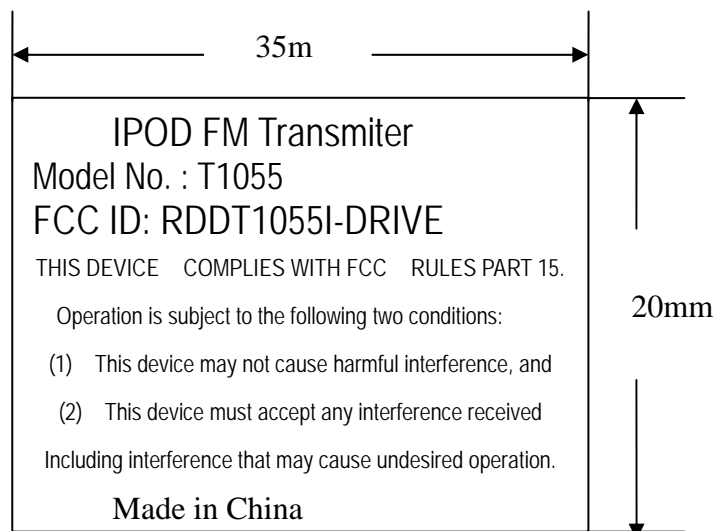 35m
IPOD FM Transmiter
Model No. : T1055
FCC ID: RDDT1055I-DRIVE
THIS DEVICE COMPLIES WITH FCC RULES PART 15.
Operation is subject to the following two conditions:
(1) This device may not cause harmful interference, and
(2) This device must accept any interference received
Including interference that may cause undesired operation.
Made in China
20mm